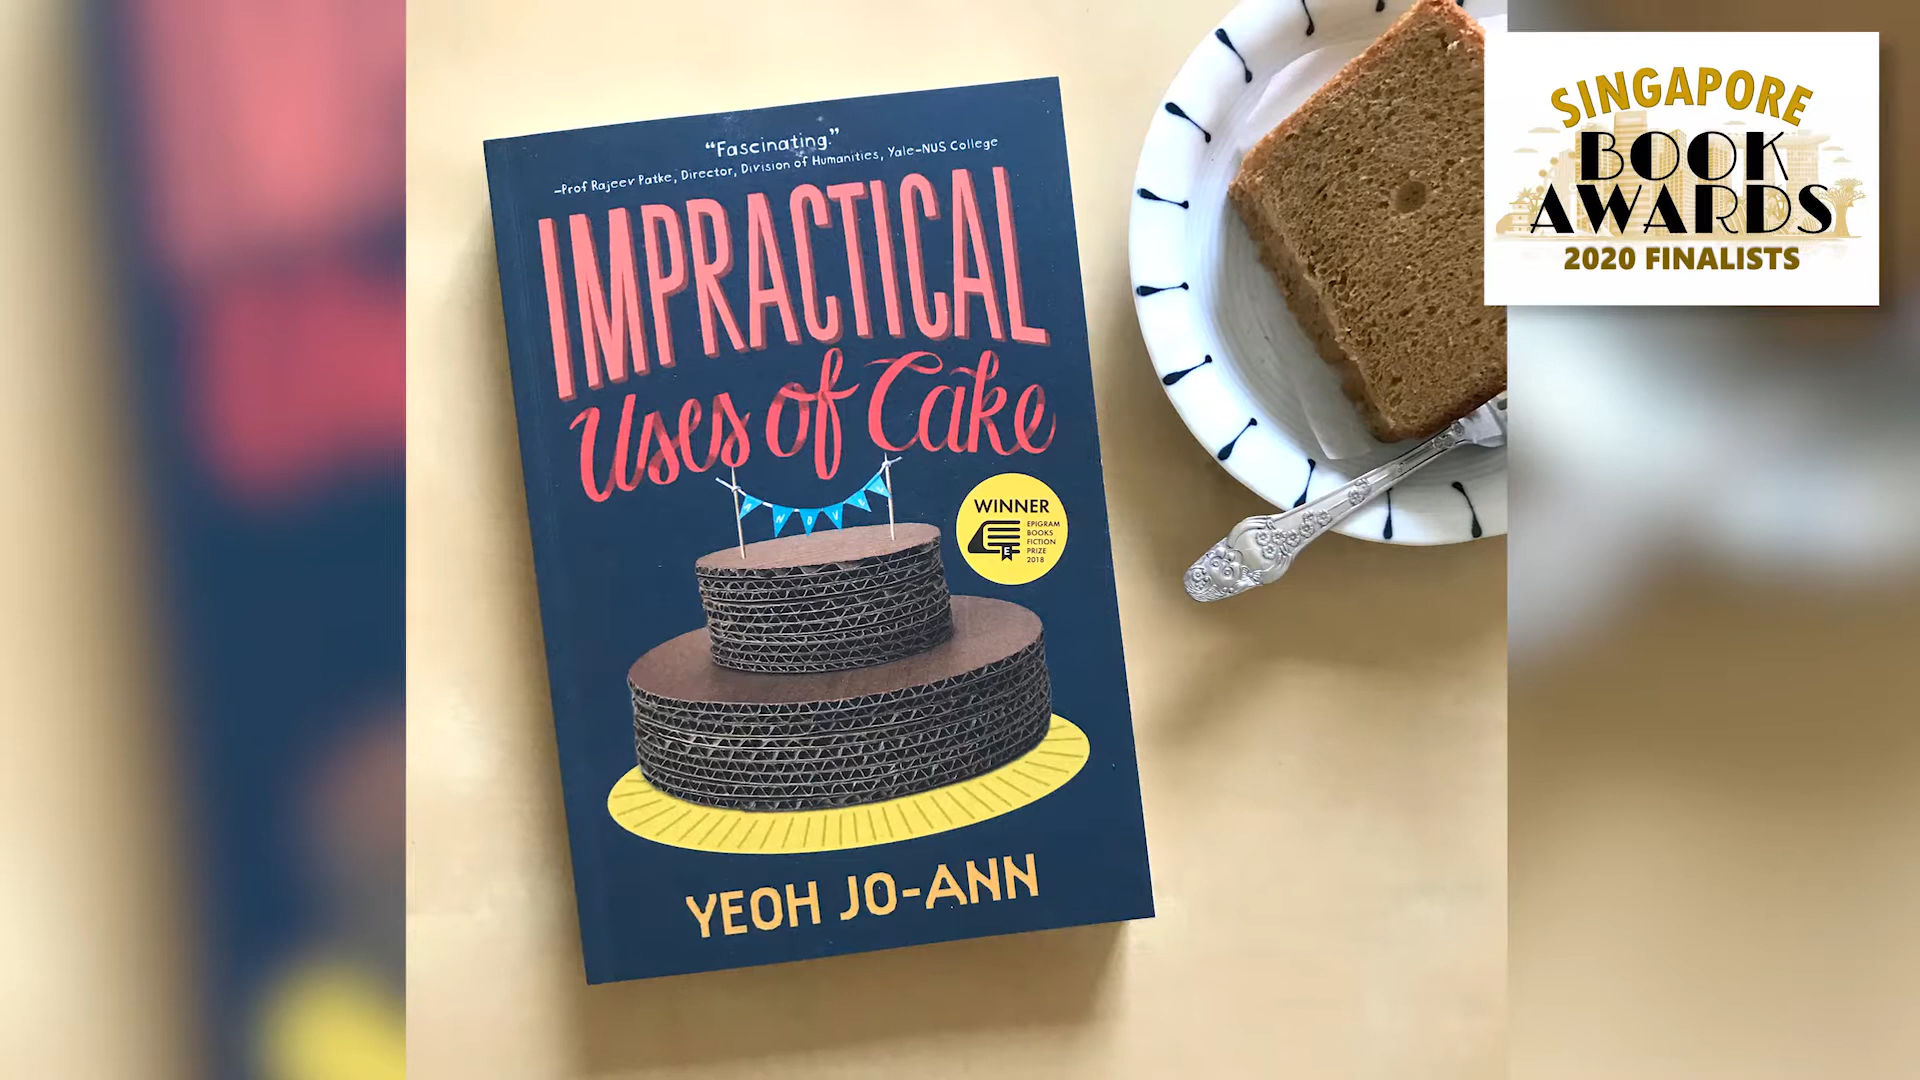 “Fascinating.”
–Prof Rajeev Patke, Director, Division of Humanities, Yale-NUS College
IMPRACTICAL
Uses of Cake
A NOVEL
WINNER
EPIGRAM
BOOKS
FICTION
PRIZE
2018
E
YEOH JO-ANN
SINGAPORE
BOOK
AWARDS
2020 FINALISTS